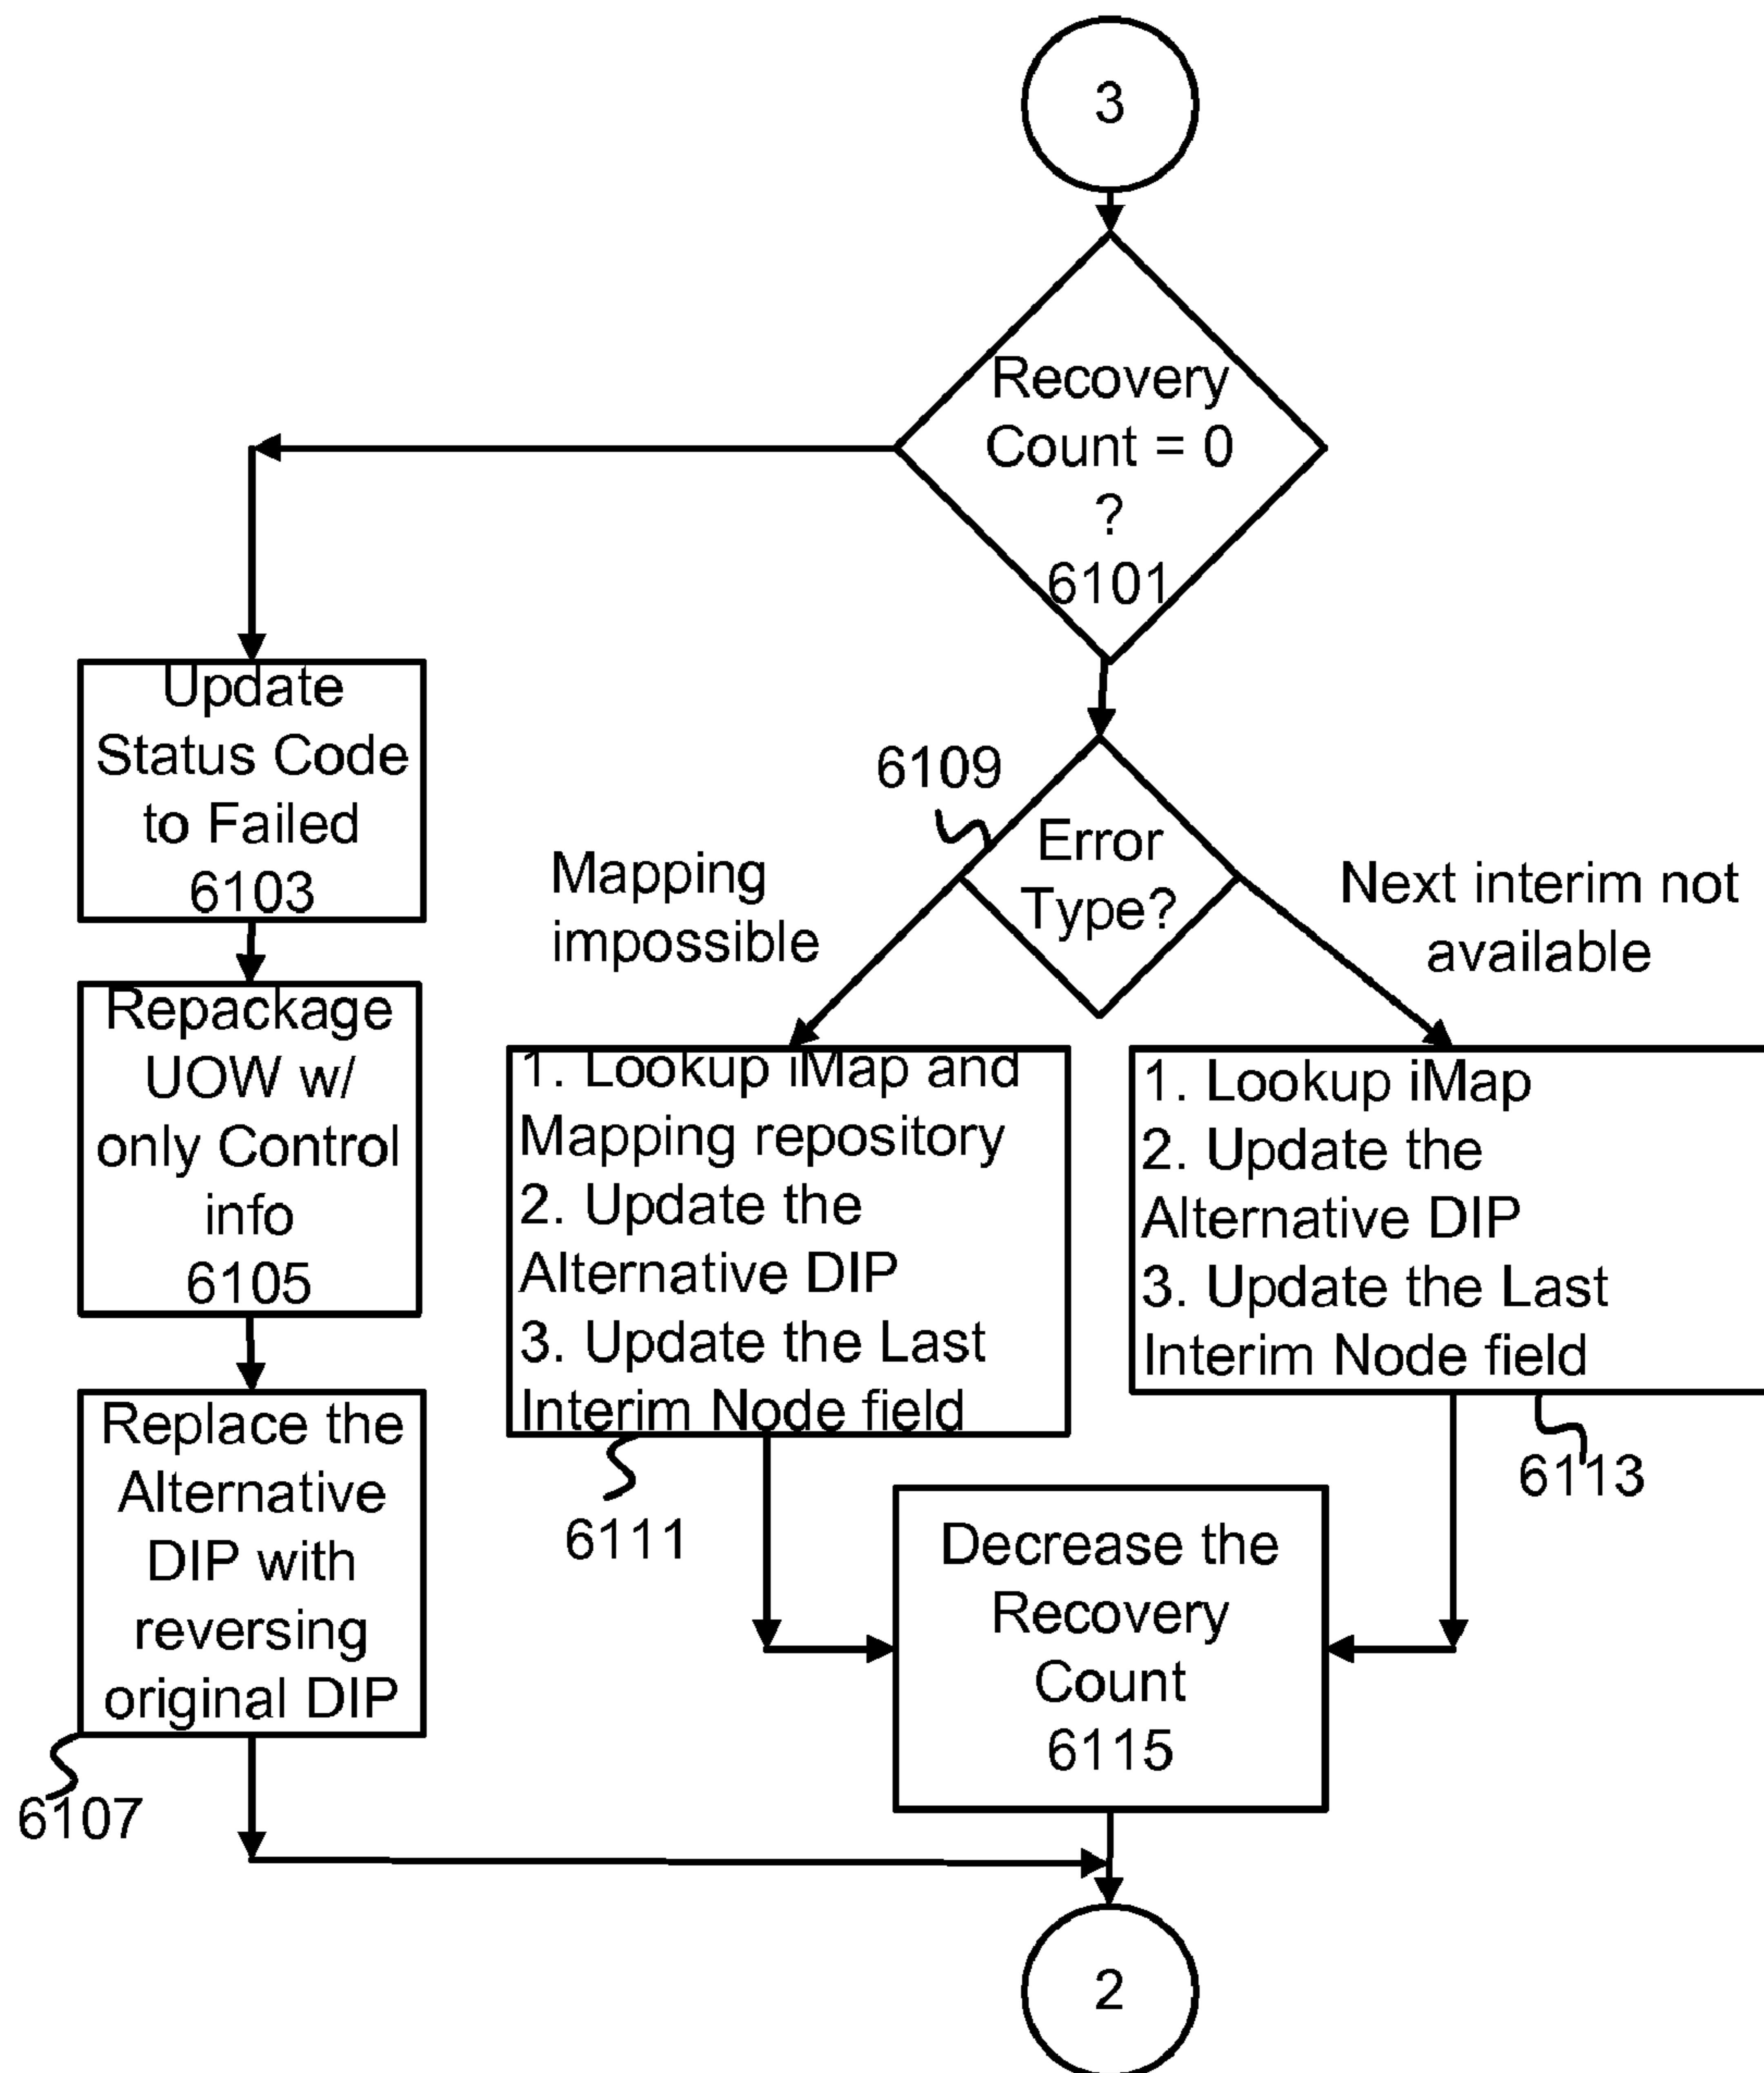 3
Recovery
Count = 0
?
6101
Update
Status Code
to Failed
6103
Repackage
UOW w/
only Control
info
6105
Replace the
Alternative
DIP with
reversing
original DIP
6107
6109
Error
Type?
Mapping
impossible
Next interim not
available
1. Lookup iMap and
Mapping repository
2. Update the
Alternative DIP
3. Update the Last
Interim Node field
6111
1. Lookup iMap
2. Update the
Alternative DIP
3. Update the Last
Interim Node field
6113
Decrease the
Recovery
Count
6115
2